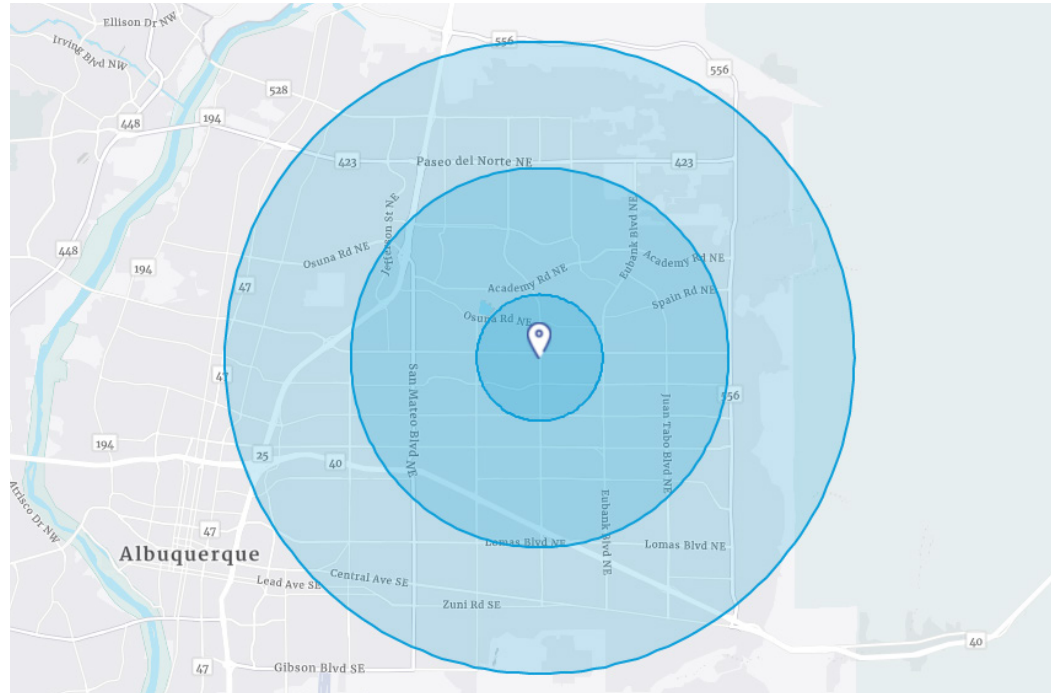 Ellison Dr NW
Irving Blvd NW
556
556
528
448
194
423
Paseo del Norte NE
423
Jefferson St NE
Eubank Blvd NE
448
194
Osuna Rd NE
Academy Rd NE
Academy Rd NE
47
Spain Rd NE
Osuna Rd NE
47
San Mateo Blvd NE
Juan Tabo Blvd NE
556
194
25
40
Atrisco Dr NW
Eubank Blvd NE
47
Lomas Blvd NE
Lomas Blvd NE
Albuquerque
Lead Ave SE
Central Ave SE
Zuni Rd SE
40
47
Gibson Blvd SE